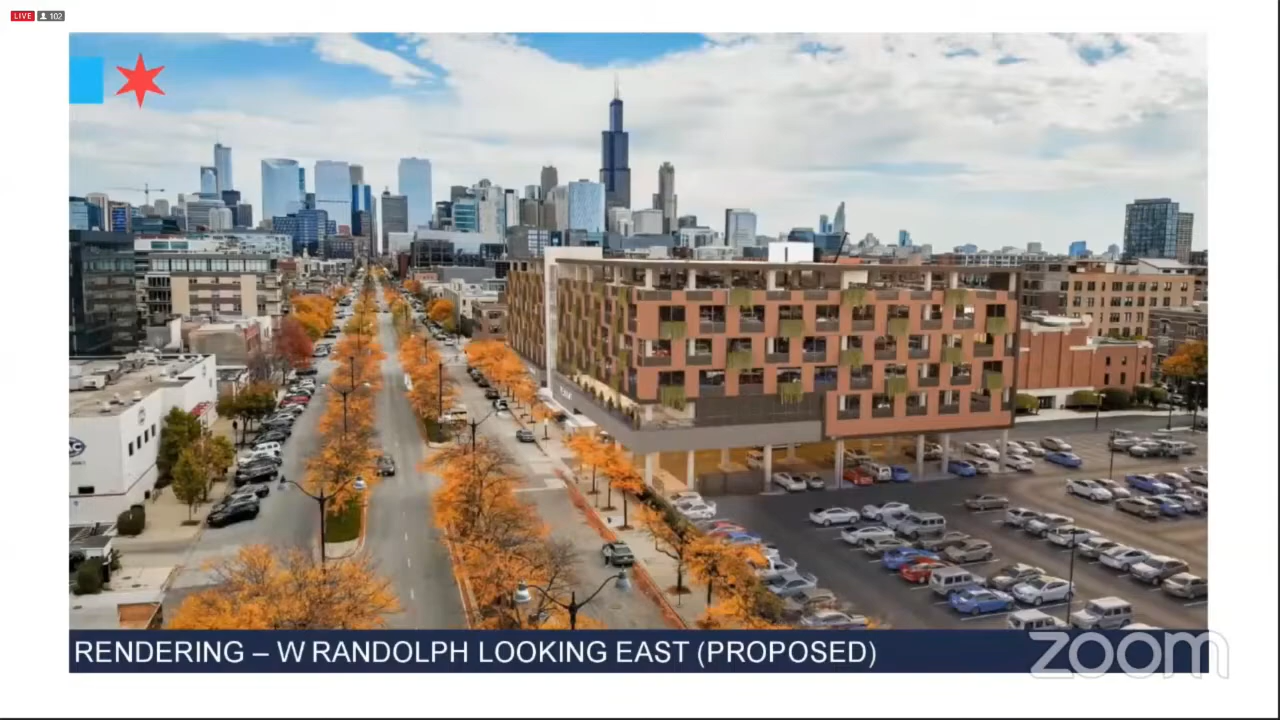 LIVE 102
RENDERING – W RANDOLPH LOOKING EAST (PROPOSED)
zoom